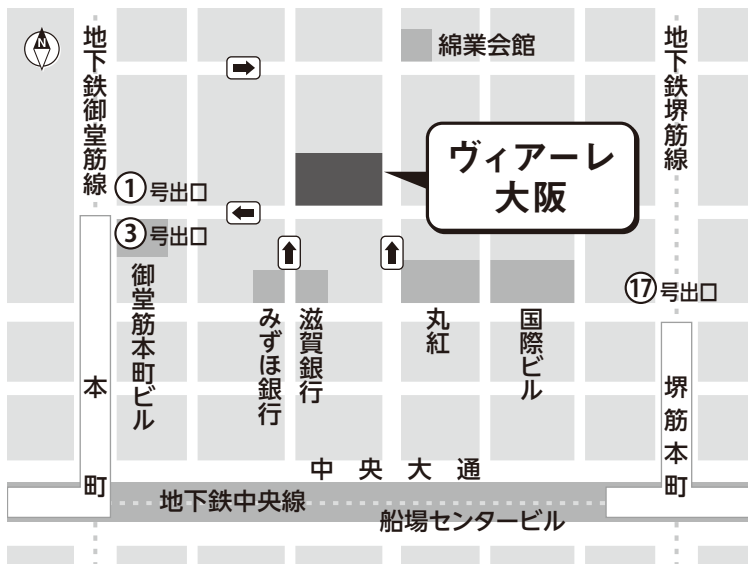 N
地下鉄御堂筋線
綿業会館
地下鉄堺筋線
ヴィアーレ
大阪
①号出口
③号出口
⑰号出口
御堂筋本町ビル
みずほ銀行
滋賀銀行
丸紅
国際ビル
本町
堺筋本町
中央大通
地下鉄中央線
船場センタービル